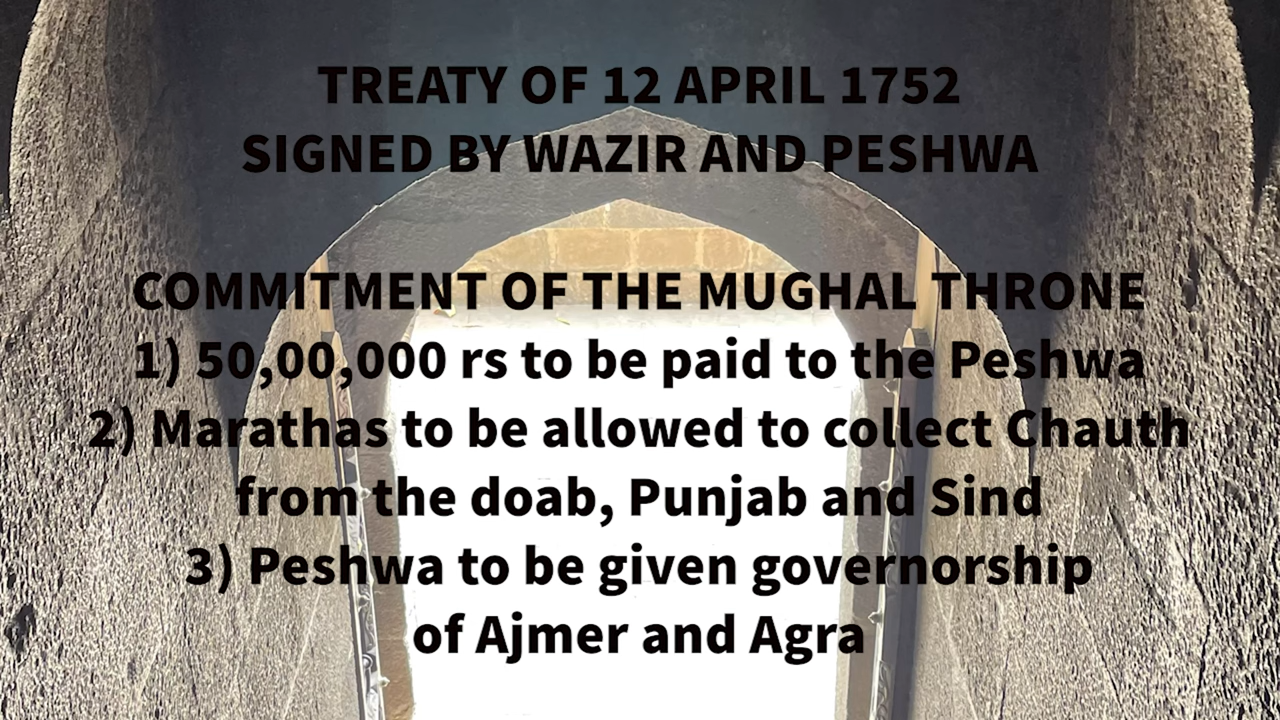 TREATY OF 12 APRIL 1752
SIGNED BY WAZIR AND PESHWA
COMMITMENT OF THE MUGHAL THRONE
1) 50,00,000 rs to be paid to the Peshwa
2) Marathas to be allowed to collect Chauth
from the doab, Punjab and Sind
3) Peshwa to be given governorship
of Ajmer and Agra